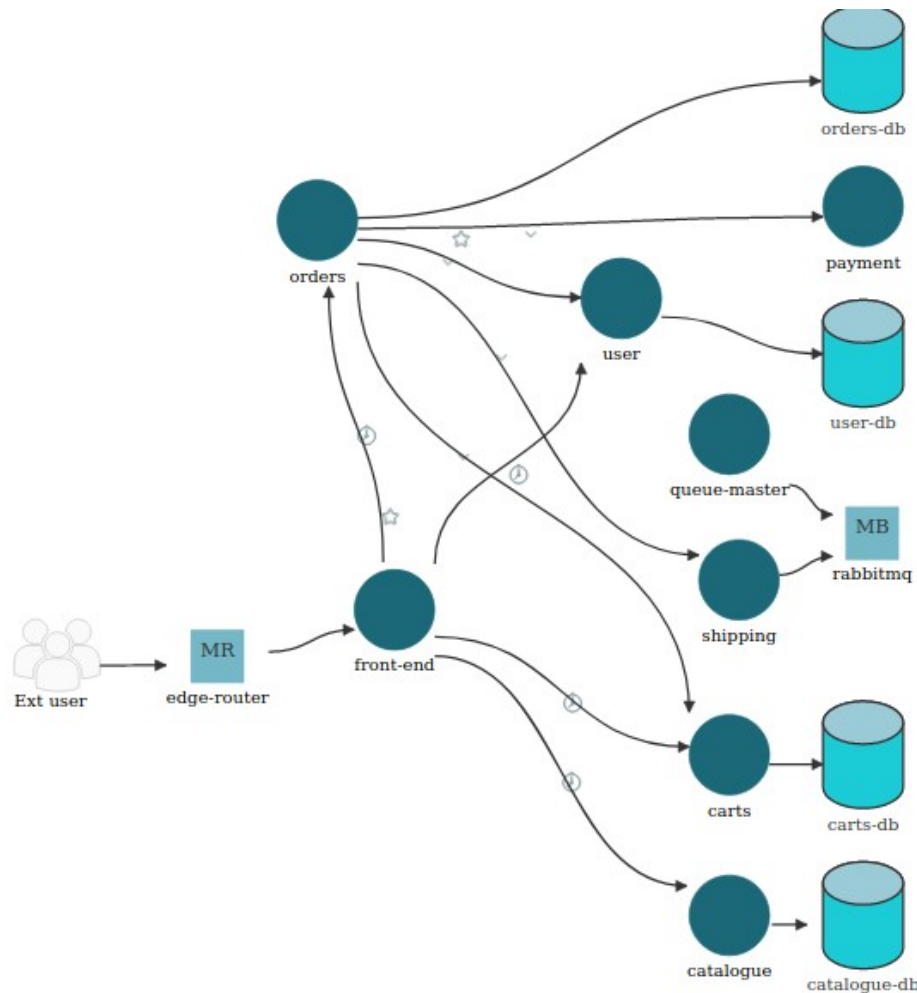 orders-db
orders
payment
user
user-db
queue-master
MB
rabbitmq
shipping
MR
front-end
Ext user
edge-router
carts
carts-db
catalogue
catalogue-db